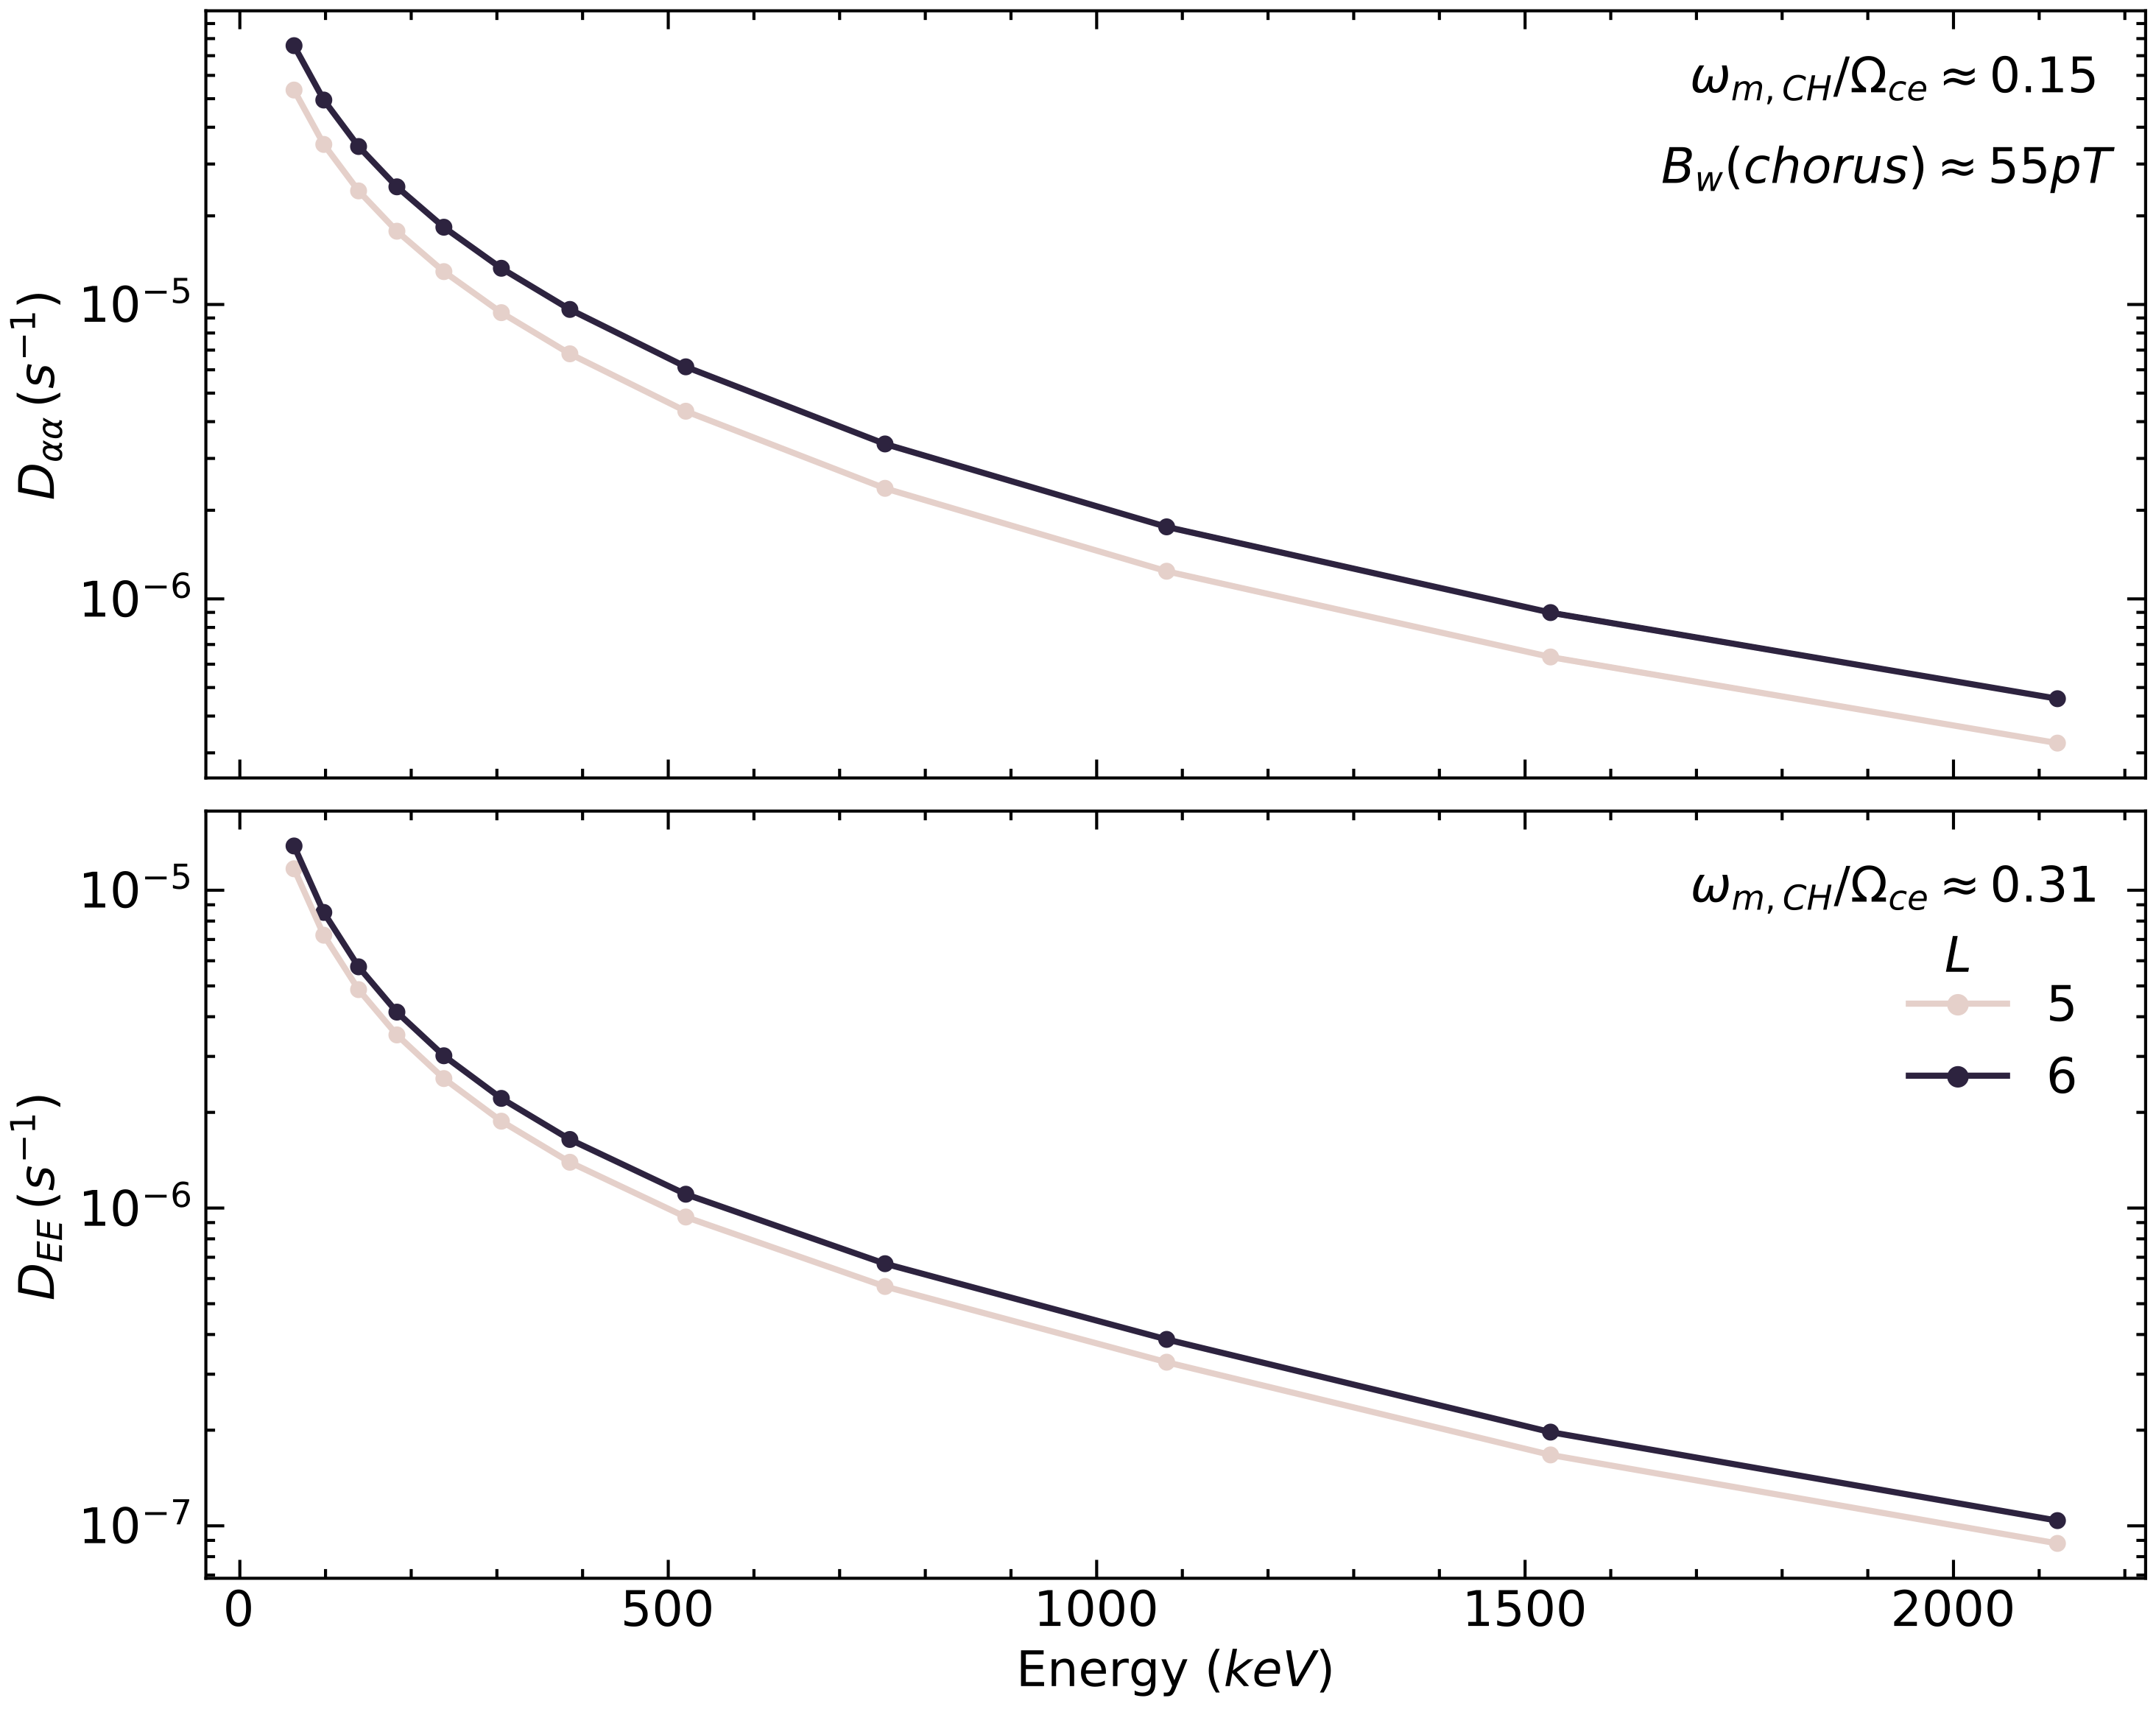 ω_{m, CH}/Ω_{ce} ≈ 0.15
B_w(chorus) ≈ 55pT
D_{αα} (s^{−1})
10^{−5}
10^{−6}
ω_{m, CH}/Ω_{ce} ≈ 0.31
L
5
6
D_{EE} (s^{−1})
10^{−5}
10^{−6}
10^{−7}
0 500 1000 1500 2000
Energy (keV)